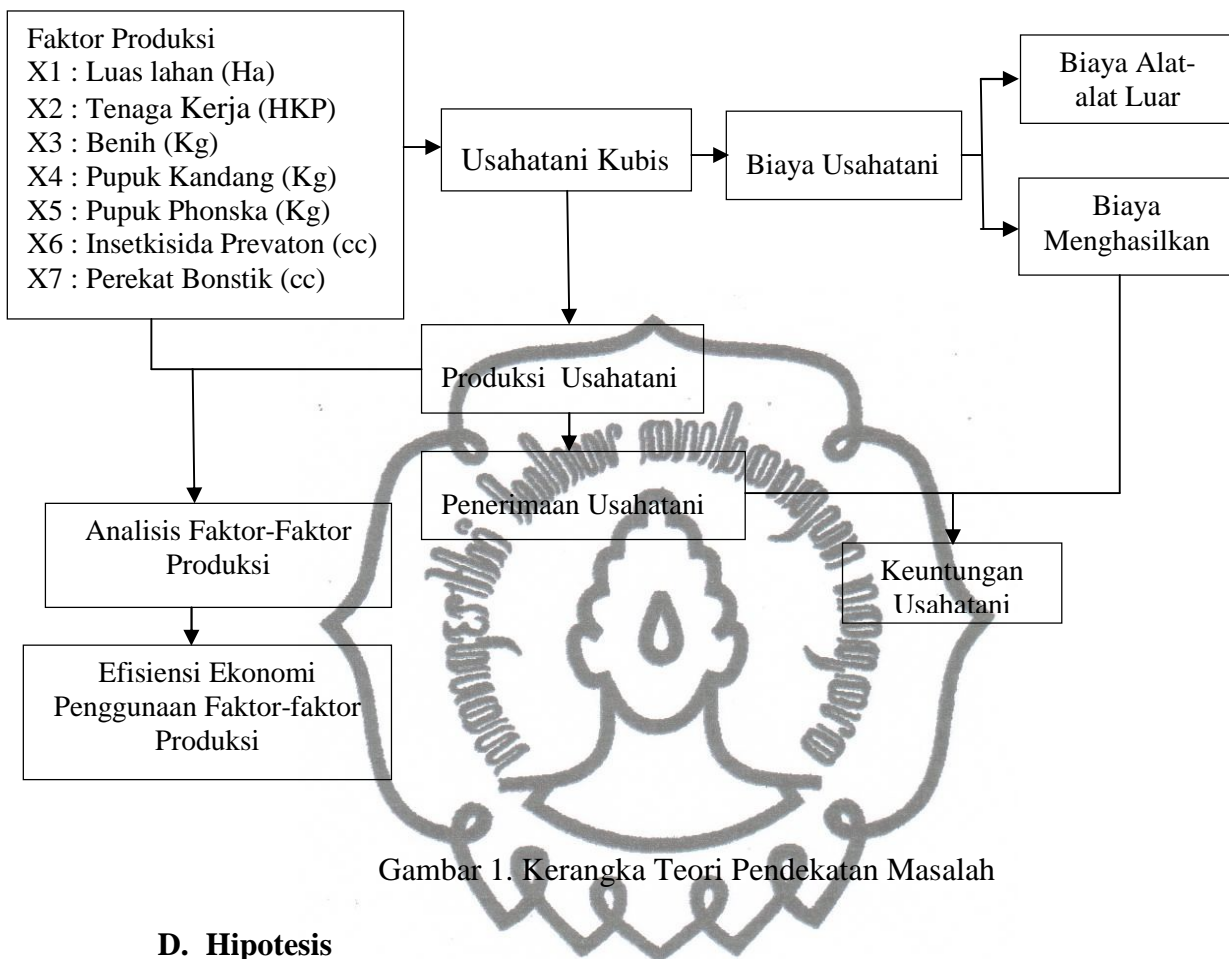 Faktor Produksi
X1 : Luas lahan (Ha)
X2 : Tenaga Kerja (HKP)
X3 : Benih (Kg)
X4 : Pupuk Kandang (Kg)
X5 : Pupuk Phonska (Kg)
X6 : Insetkisida Prevaton (cc)
X7 : Perekat Bonstik (cc)
Usahatani Kubis
Biaya Usahatani
Biaya Alat-
alat Luar
Biaya
Menghasilkan
Produksi Usahatani
Penerimaan Usahatani
Keuntungan
Usahatani
Analisis Faktor-Faktor
Produksi
Efisiensi Ekonomi
Penggunaan Faktor-faktor
Produksi
Gambar 1. Kerangka Teori Pendekatan Masalah
D. Hipotesis